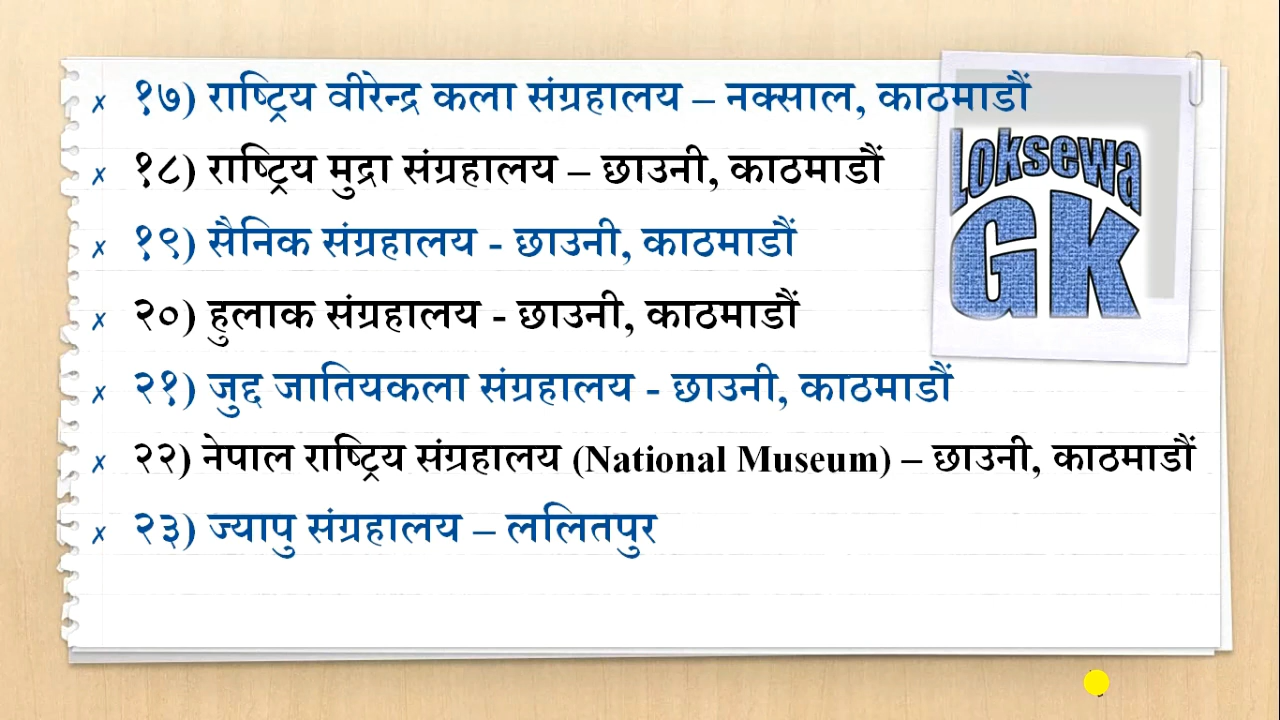 १७) राष्ट्रिय वीरेन्द्र कला संग्रहालय – नक्साल, काठमाडौं
१८) राष्ट्रिय मुद्रा संग्रहालय – छाउनी, काठमाडौं
१९) सैनिक संग्रहालय - छाउनी, काठमाडौं
२०) हुलाक संग्रहालय - छाउनी, काठमाडौं
२१) जुद्द जातियकला संग्रहालय - छाउनी, काठमाडौं
२२) नेपाल राष्ट्रिय संग्रहालय (National Museum) – छाउनी, काठमाडौं
२३) ज्यापु संग्रहालय – ललितपुर
Loksewa
GK